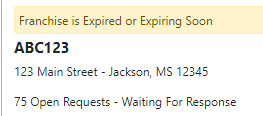 Franchise is Expired or Expiring Soon
ABC123
123 Main Street - Jackson, MS 12345
75 Open Requests - Waiting For Response